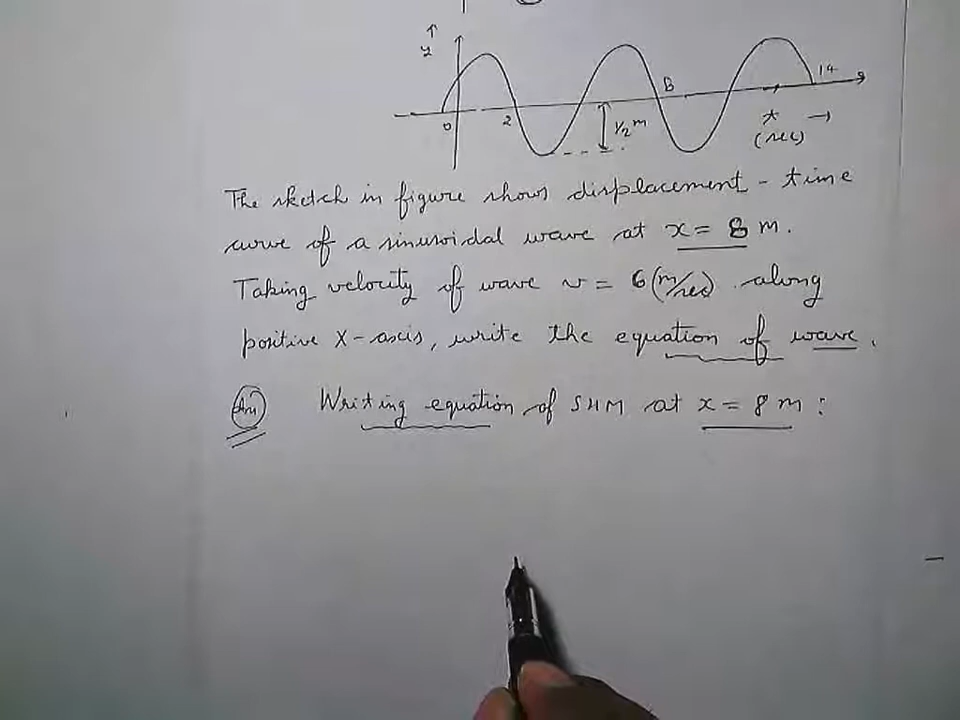 y
14
B
0
2
1/2 m
t
(sec)
The sketch in figure shows displacement - time
curve of a sinusoidal wave at x = 8 m.
Taking velocity of wave v = 6 (m/sec) along
positive X-axis, write the equation of wave.
Ans Writing equation of SHM at x = 8 m :